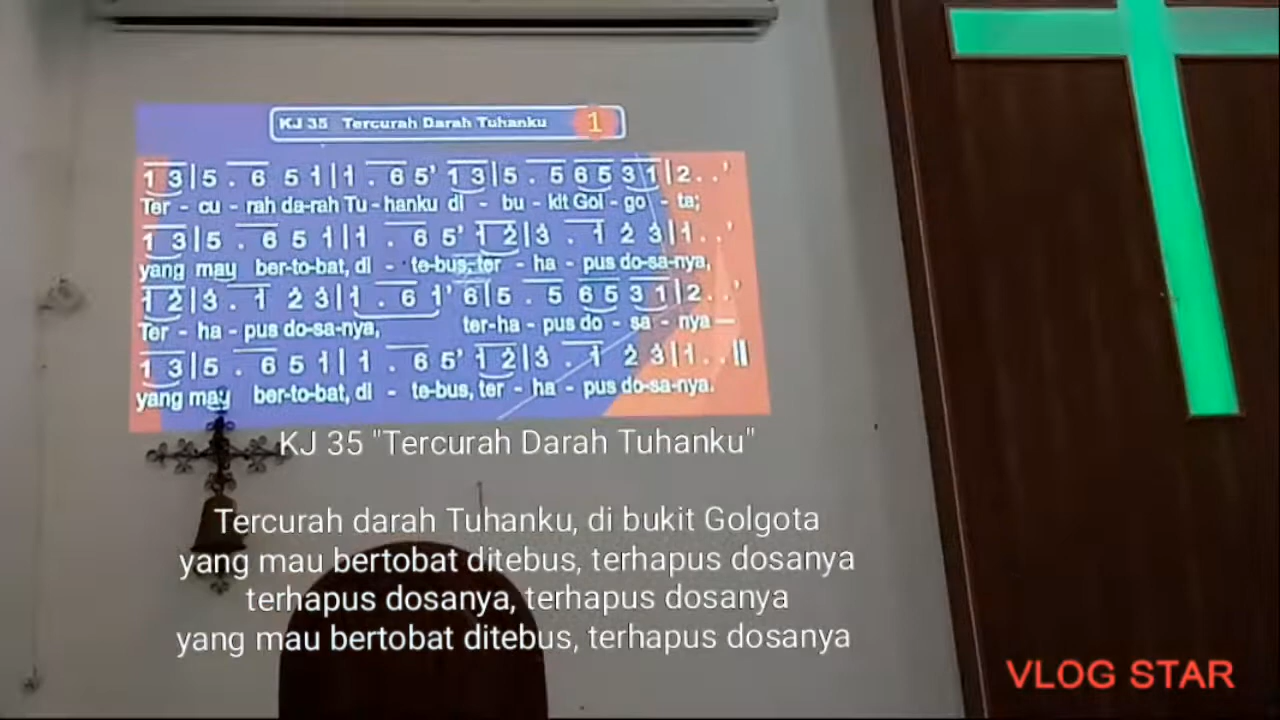 KJ 35 Tercurah Darah Tuhanku 1
1 3 | 5 . 6 5 1 | 1 . 6 5' 1 3 | 5 . 5 6 5 3 1 | 2 . . '
Ter - cu - rah da-rah Tu - hanku di - bu - kit Gol - go - ta;
1 3 | 5 . 6 5 1 | 1 . 6 5' 1 2 | 3 . 1 2 3 | 1 . . '
yang mau ber-to-bat, di - te-bus, ter - ha - pus do-sa-nya,
1 2 | 3 . 1 2 3 | 1 . 6 1' 6 | 5 . 5 6 5 3 1 | 2 . . '
Ter - ha - pus do-sa-nya, ter-ha - pus do - sa - nya —
1 3 | 5 . 6 5 1 | 1 . 6 5' 1 2 | 3 . 1 2 3 | 1 . . ||
yang mau ber-to-bat, di - te-bus, ter - ha - pus do-sa-nya.
KJ 35 "Tercurah Darah Tuhanku"
Tercurah darah Tuhanku, di bukit Golgota
yang mau bertobat ditebus, terhapus dosanya
terhapus dosanya, terhapus dosanya
yang mau bertobat ditebus, terhapus dosanya
VLOG STAR